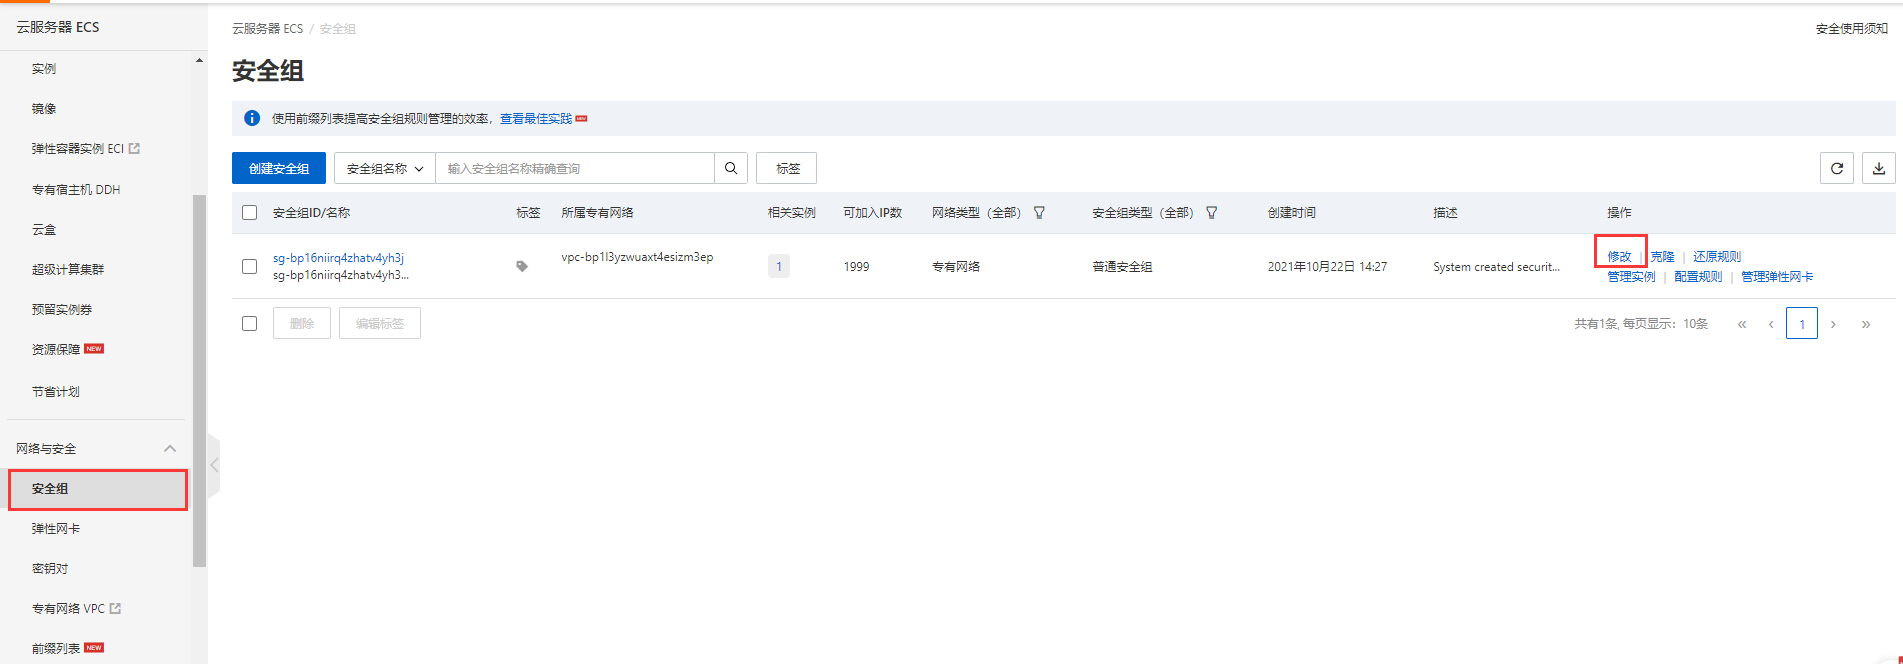 云服务器 ECS
实例
镜像
弹性容器实例 ECI
专有宿主机 DDH
云盒
超级计算集群
预留实例券
资源保障 NEW
节省计划
网络与安全
安全组
弹性网卡
密钥对
专有网络 VPC
前缀列表 NEW
云服务器 ECS / 安全组
安全使用须知
安全组
使用前缀列表提高安全组规则管理的效率，查看最佳实践 NEW
创建安全组 安全组名称 输入安全组名称精确查询 标签
安全组ID/名称 标签 所属专有网络 相关实例 可加入IP数 网络类型（全部） 安全组类型（全部） 创建时间 描述 操作
sg-bp16niirq4zhatv4yh3j
sg-bp16niirq4zhatv4yh3...
vpc-bp1l3yzwuaxt4esizm3ep
1 1999 专有网络 普通安全组 2021年10月22日 14:27 System created securit...
修改 | 克隆 | 还原规则
管理实例 | 配置规则 | 管理弹性网卡
删除 编辑标签
共有1条, 每页显示：10条 « ‹ 1 › »